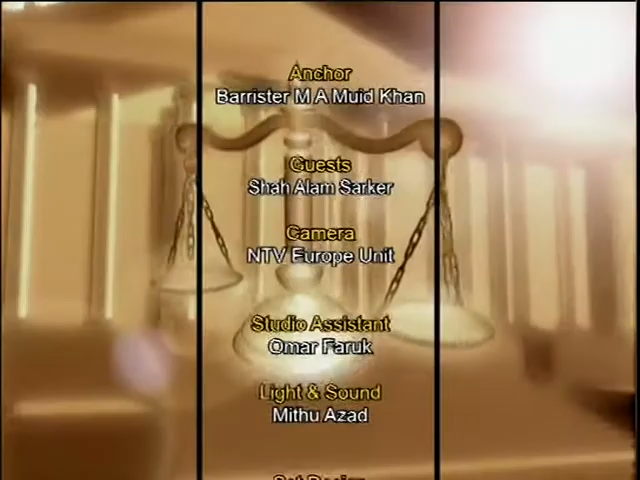 Anchor
Barrister M A Muid Khan
Guests
Shah Alam Sarker
Camera
NTV Europe Unit
Studio Assistant
Omar Faruk
Light & Sound
Mithu Azad